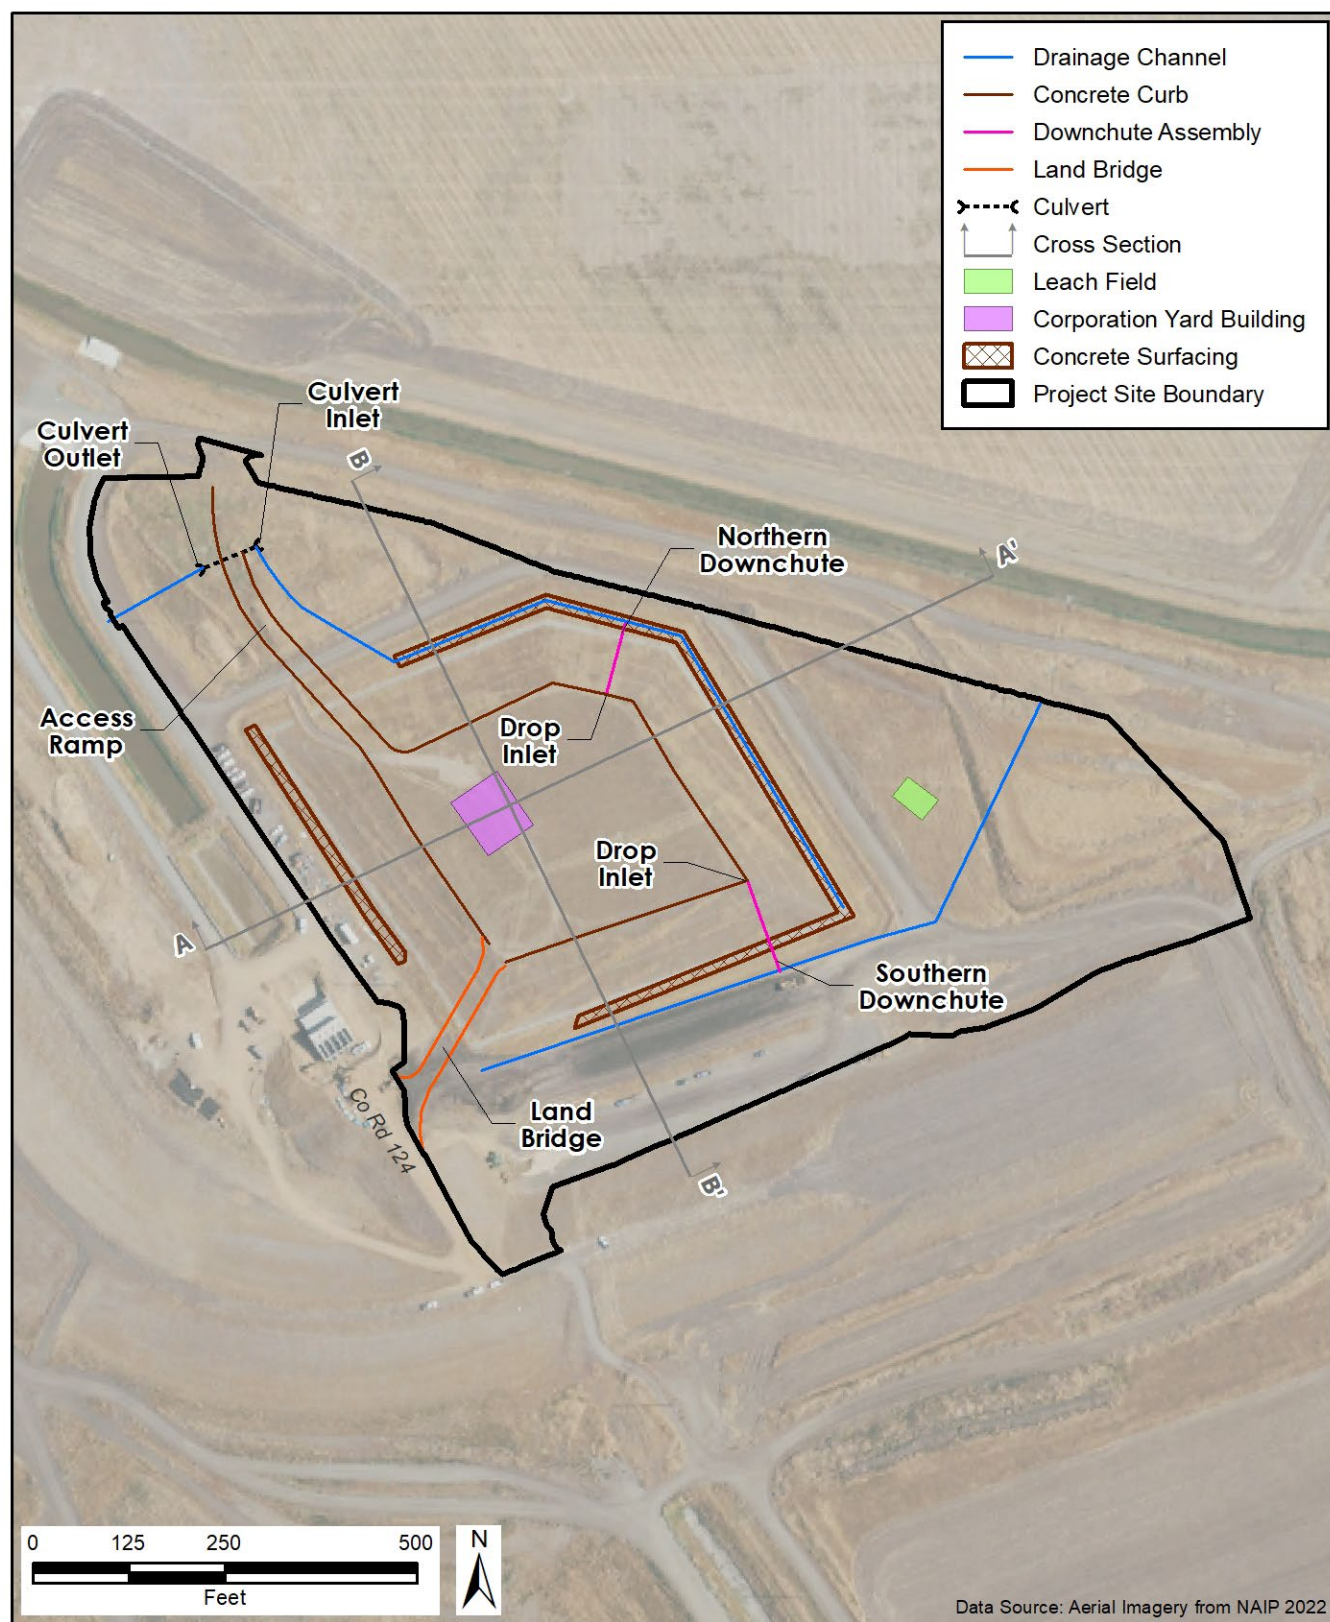 Drainage Channel
Concrete Curb
Downchute Assembly
Land Bridge
Culvert
Cross Section
Leach Field
Corporation Yard Building
Concrete Surfacing
Project Site Boundary
Culvert
Inlet
Culvert
Outlet
B
Northern
Downchute
A'
Access
Ramp
Drop
Inlet
Drop
Inlet
A
Southern
Downchute
Land
Bridge
Co Rd 124
B'
0 125 250 500
Feet
N
Data Source: Aerial Imagery from NAIP 2022